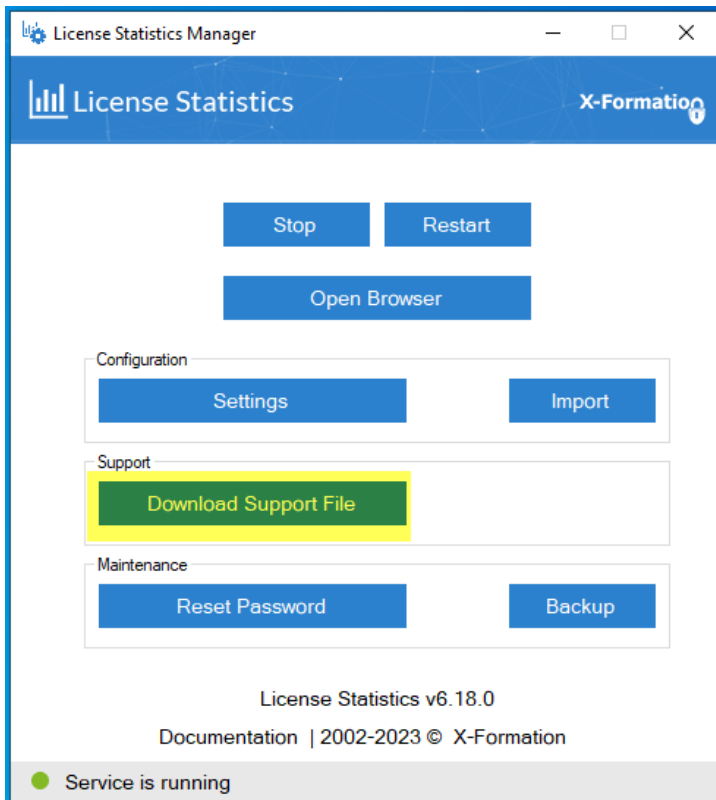 License Statistics Manager
License Statistics
X-Formation
Stop Restart
Open Browser
Configuration
Settings Import
Support
Download Support File
Maintenance
Reset Password Backup
License Statistics v6.18.0
Documentation | 2002-2023 © X-Formation
Service is running